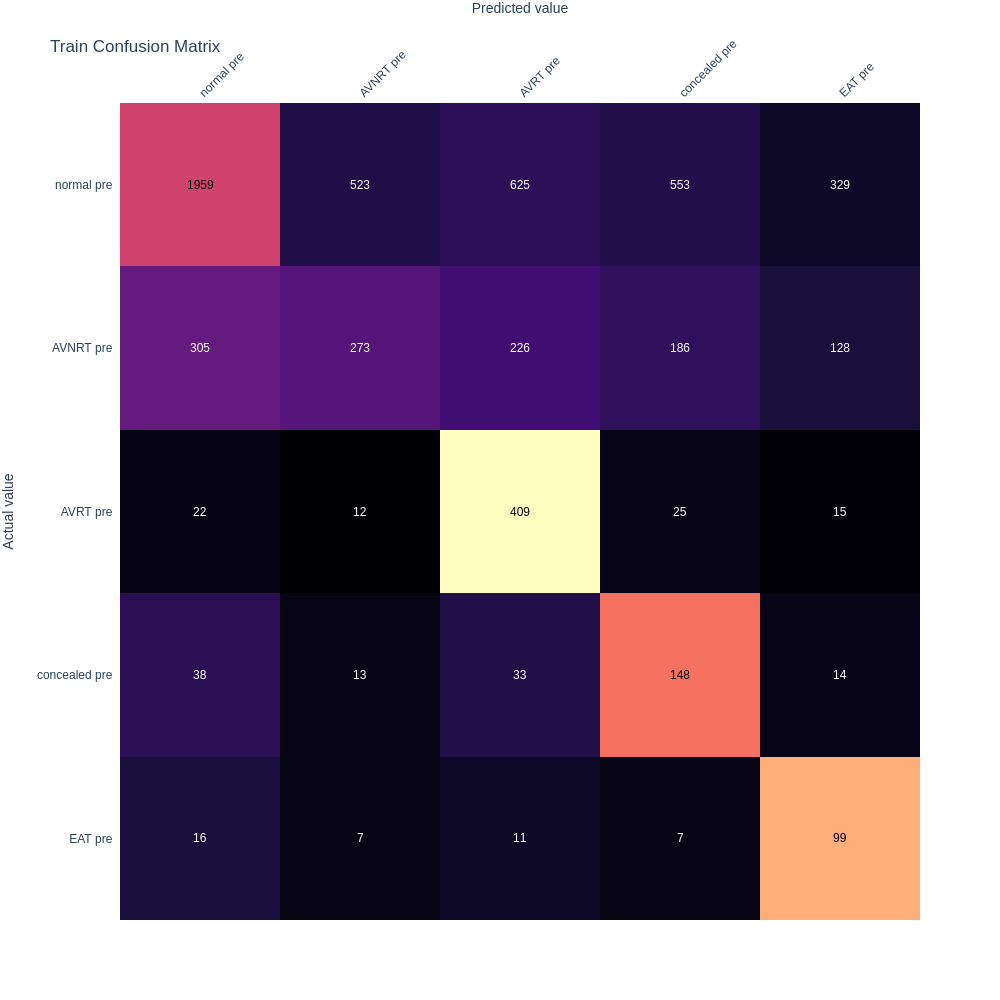 Predicted value
Train Confusion Matrix
normal pre AVNRT pre AVRT pre concealed pre EAT pre
normal pre 1959 523 625 553 329
AVNRT pre 305 273 226 186 128
AVRT pre 22 12 409 25 15
concealed pre 38 13 33 148 14
EAT pre 16 7 11 7 99
Actual value